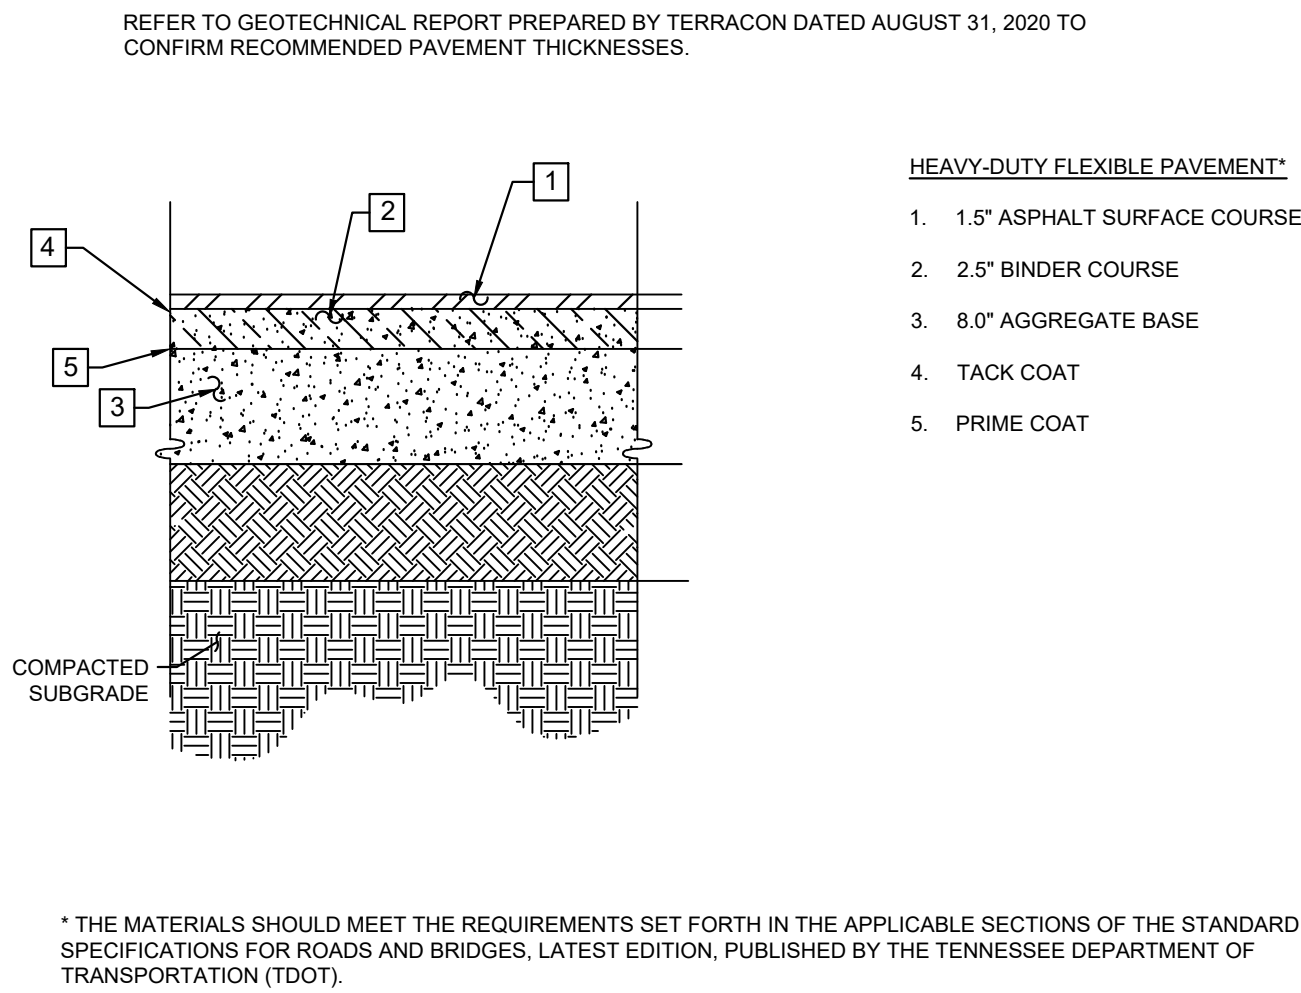 REFER TO GEOTECHNICAL REPORT PREPARED BY TERRACON DATED AUGUST 31, 2020 TO
CONFIRM RECOMMENDED PAVEMENT THICKNESSES.
1
2
4
5
3
COMPACTED
SUBGRADE
HEAVY-DUTY FLEXIBLE PAVEMENT*
1. 1.5" ASPHALT SURFACE COURSE
2. 2.5" BINDER COURSE
3. 8.0" AGGREGATE BASE
4. TACK COAT
5. PRIME COAT
* THE MATERIALS SHOULD MEET THE REQUIREMENTS SET FORTH IN THE APPLICABLE SECTIONS OF THE STANDARD
SPECIFICATIONS FOR ROADS AND BRIDGES, LATEST EDITION, PUBLISHED BY THE TENNESSEE DEPARTMENT OF
TRANSPORTATION (TDOT).